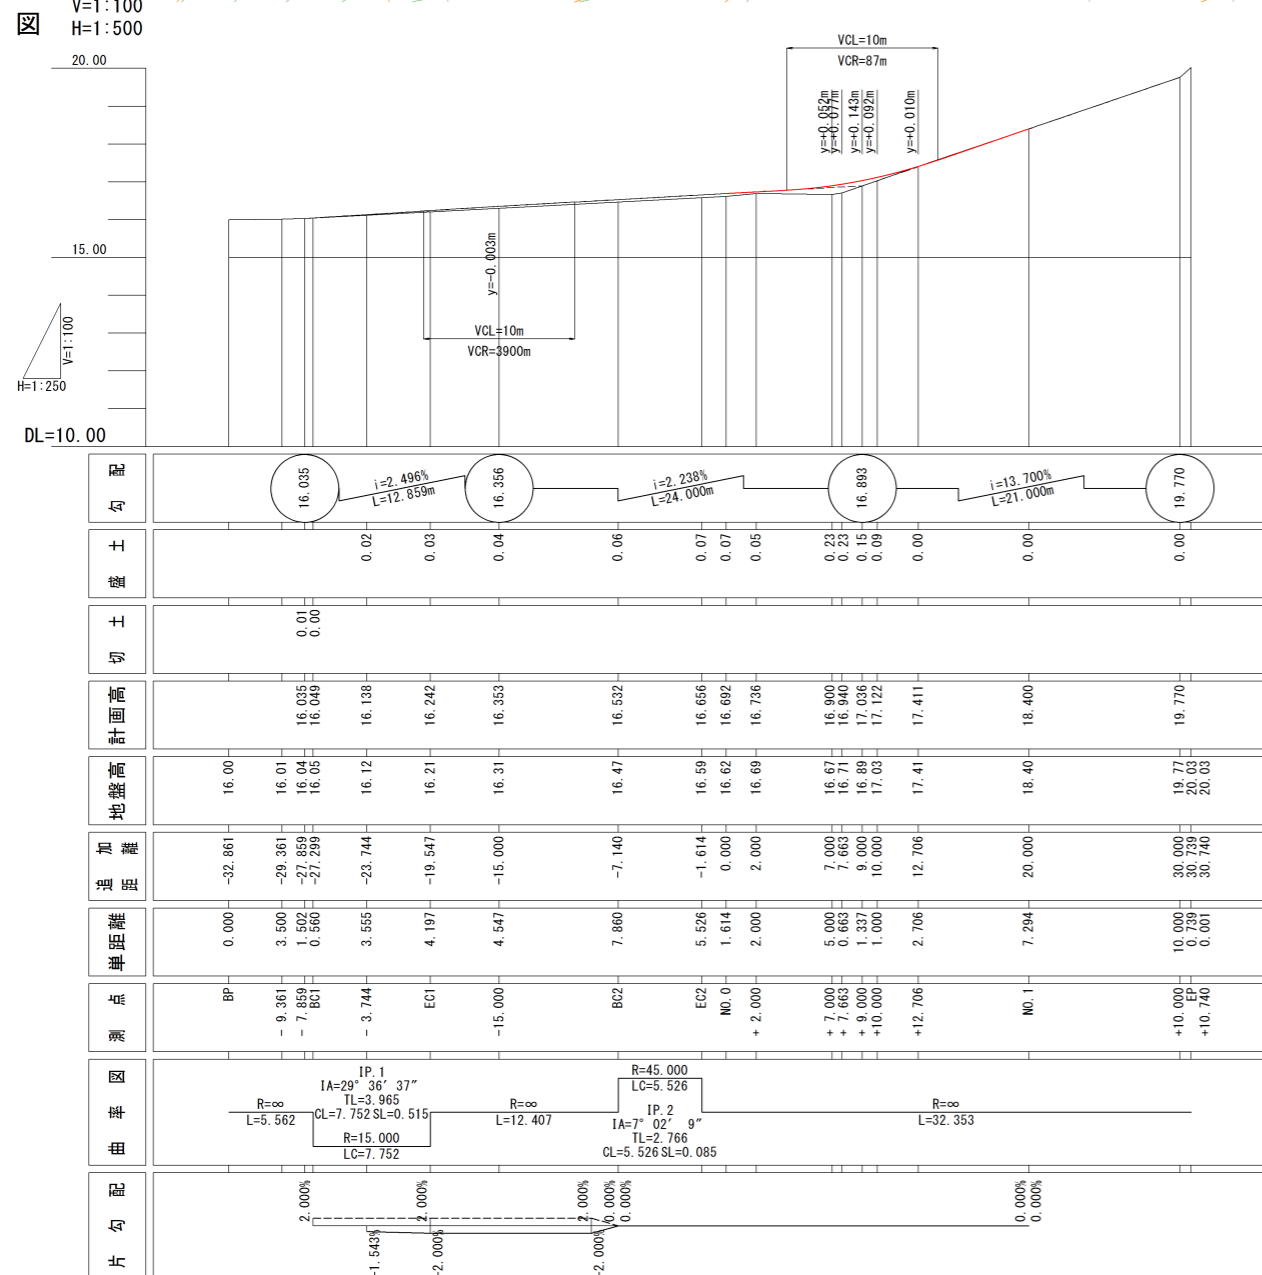 V=1:100
図 H=1:500
20.00
15.00
DL=10.00
V=1:100
H=1:250
VCL=10m
VCR=87m
y=+0.052m
y=+0.077m
y=+0.143m
y=+0.092m
y=+0.010m
y=-0.003m
VCL=10m
VCR=3900m
勾配
16.035
i=2.496%
L=12.859m
16.356
i=2.238%
L=24.000m
16.893
i=13.700%
L=21.000m
19.770
盛土
0.02 0.03 0.04 0.06 0.07 0.07 0.05 0.23 0.23 0.15 0.09 0.00 0.00 0.00
切土
0.01 0.00
計画高
16.035 16.049 16.138 16.242 16.353 16.532 16.656 16.692 16.736 16.900 16.940 17.036 17.122 17.411 18.400 19.770
地盤高
16.00 16.01 16.04 16.05 16.12 16.21 16.31 16.47 16.59 16.62 16.69 16.67 16.71 16.89 17.03 17.41 18.40 19.77 20.03 20.03
追加距離
-32.861 -29.361 -27.859 -27.299 -23.744 -19.547 -15.000 -7.140 -1.614 0.000 2.000 7.000 7.663 9.000 10.000 12.706 20.000 30.000 30.739 30.740
単距離
0.000 3.500 1.502 0.560 3.555 4.197 4.547 7.860 5.526 1.614 2.000 5.000 0.663 1.337 1.000 2.706 7.294 10.000 0.739 0.001
測点
BP - 9.361 - 7.859 BC1 - 3.744 EC1 -15.000 BC2 EC2 NO.0 + 2.000 + 7.000 + 7.663 + 9.000 +10.000 +12.706 NO.1 +10.000 EP +10.740
曲率図
R=∞
L=5.562
IP.1
IA=29° 36′ 37″
TL=3.965
CL=7.752 SL=0.515
R=15.000
LC=7.752
R=∞
L=12.407
R=45.000
LC=5.526
IP.2
IA=7° 02′ 9″
TL=2.766
CL=5.526 SL=0.085
R=∞
L=32.353
片勾配
2.000% 2.000% 2.000% 0.000% 0.000% 0.000% 0.000%
-1.543% -2.000% -2.000%